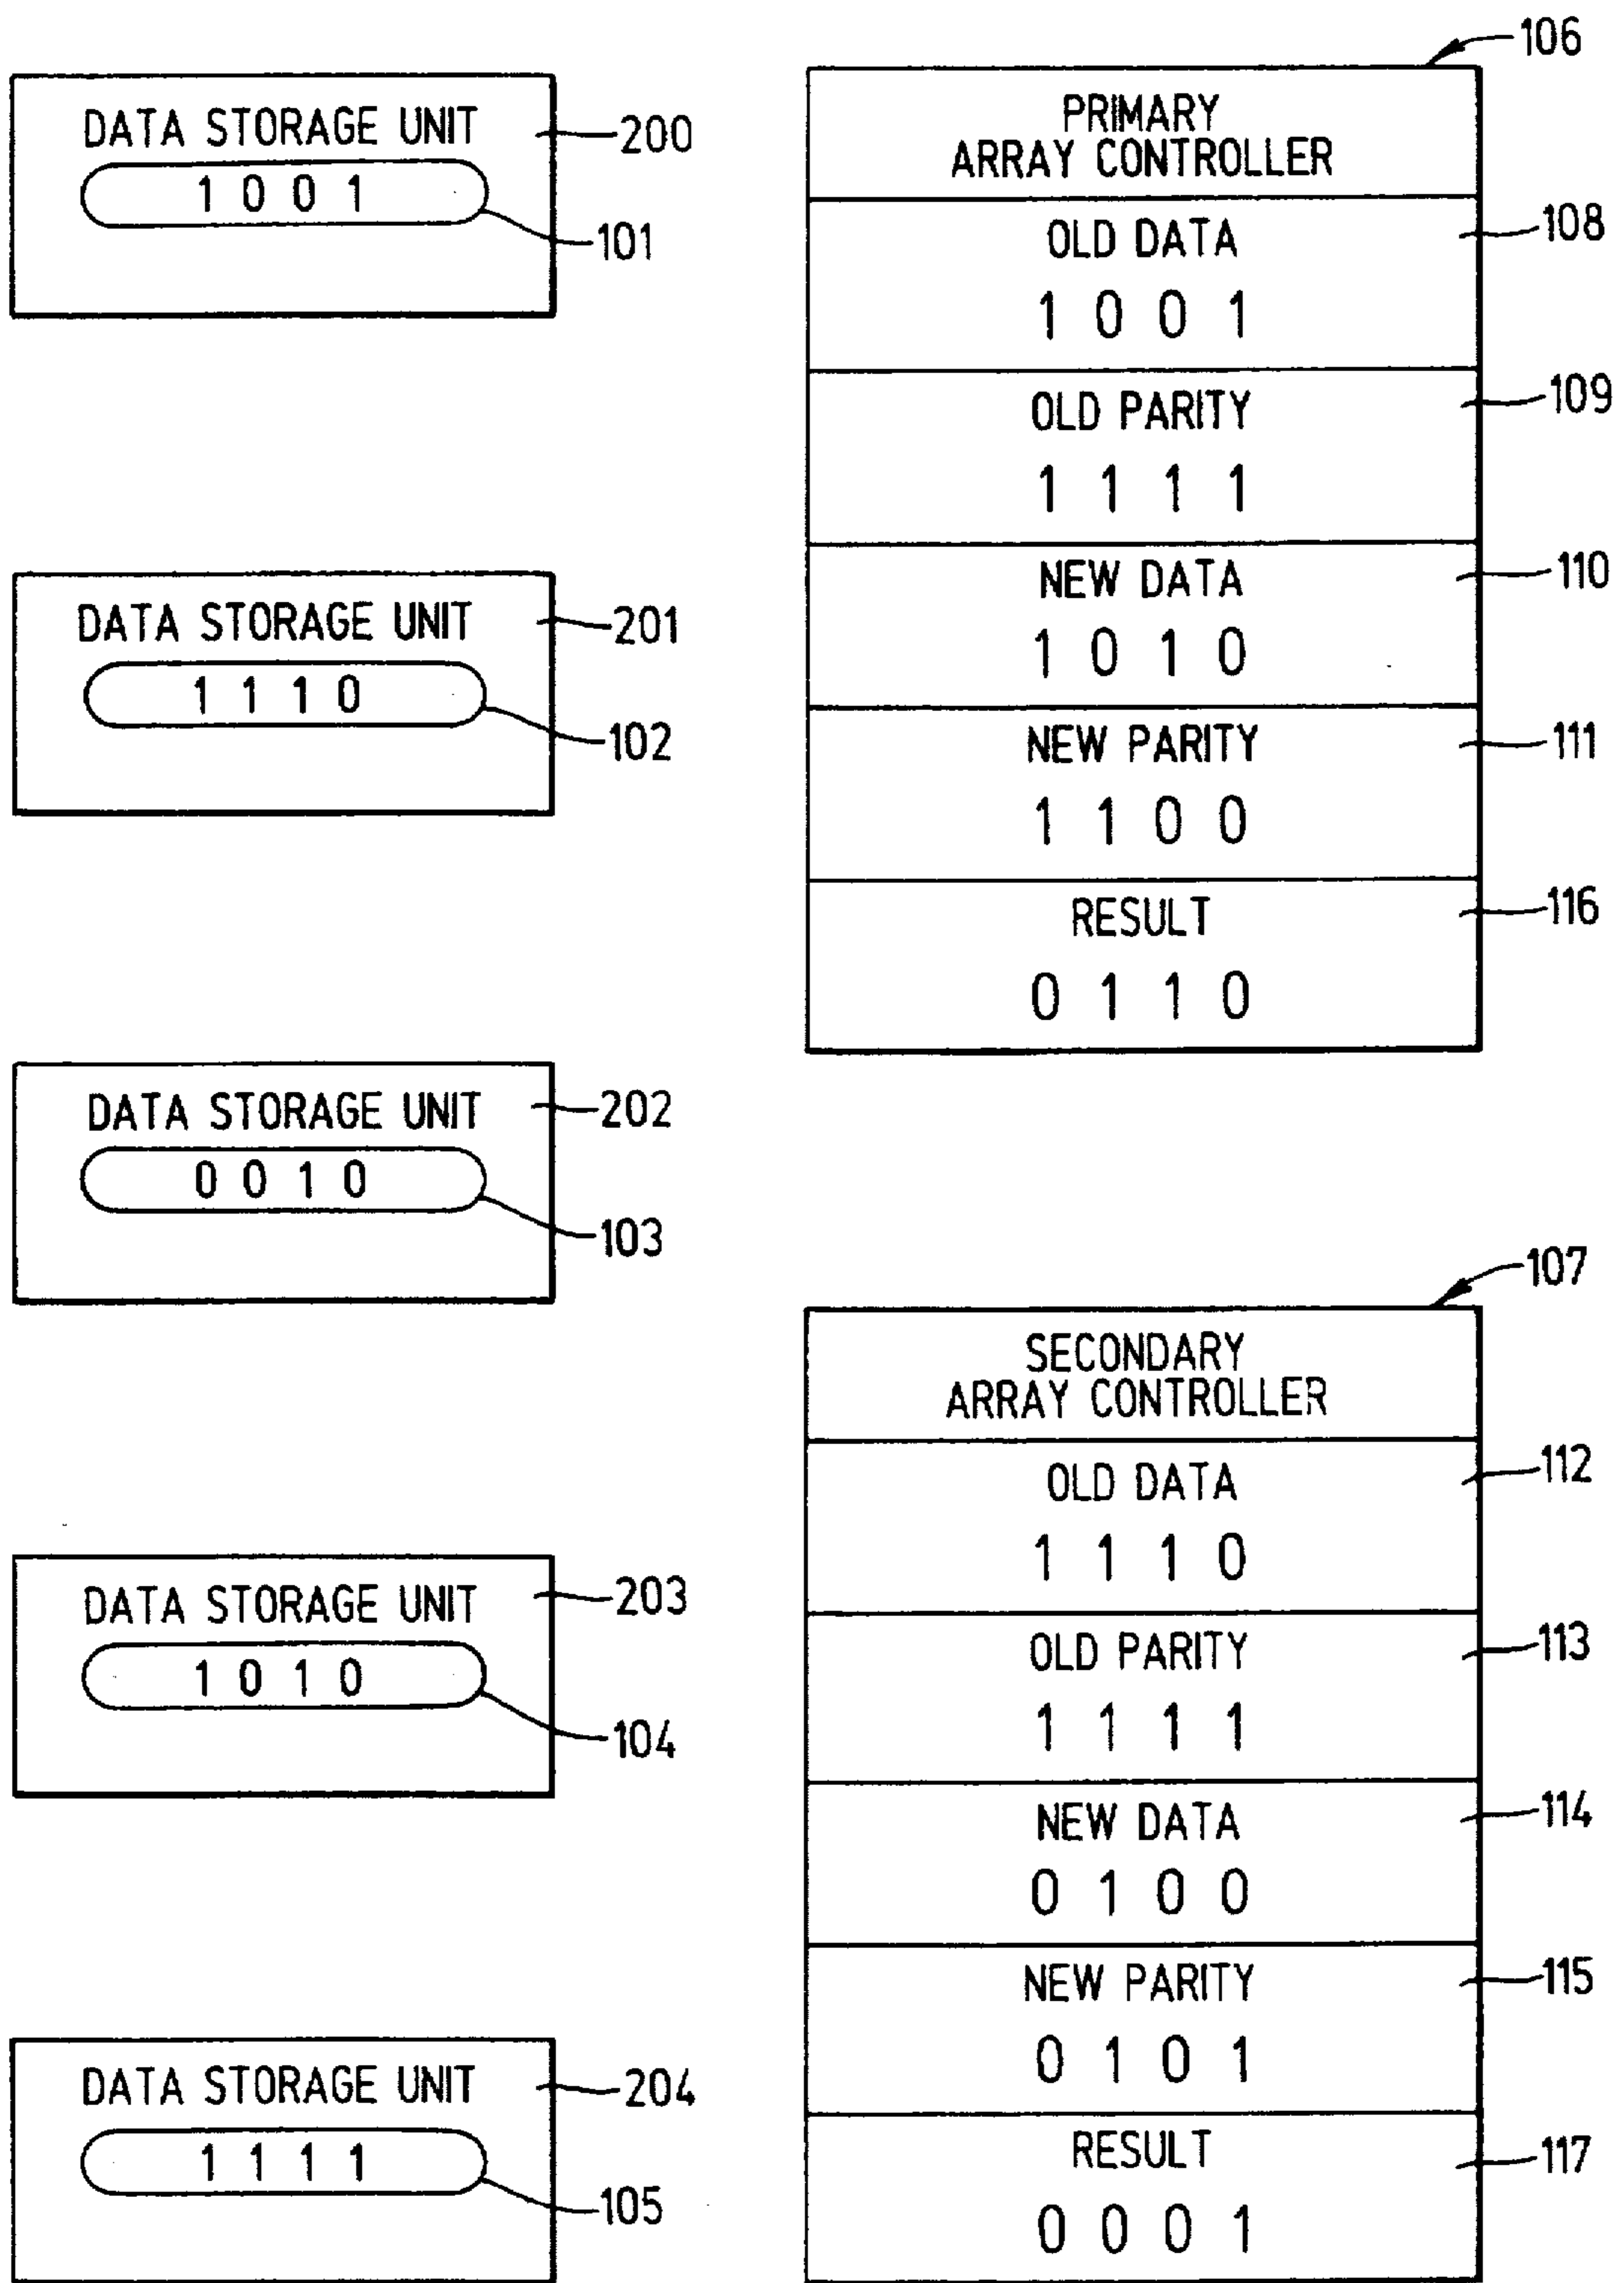 DATA STORAGE UNIT
200
1 0 0 1
101
DATA STORAGE UNIT
201
1 1 1 0
102
DATA STORAGE UNIT
202
0 0 1 0
103
DATA STORAGE UNIT
203
1 0 1 0
104
DATA STORAGE UNIT
204
1 1 1 1
105
106
PRIMARY
ARRAY CONTROLLER
OLD DATA
108
1 0 0 1
OLD PARITY
109
1 1 1 1
NEW DATA
110
1 0 1 0
NEW PARITY
111
1 1 0 0
RESULT
116
0 1 1 0
107
SECONDARY
ARRAY CONTROLLER
OLD DATA
112
1 1 1 0
OLD PARITY
113
1 1 1 1
NEW DATA
114
0 1 0 0
NEW PARITY
115
0 1 0 1
RESULT
117
0 0 0 1